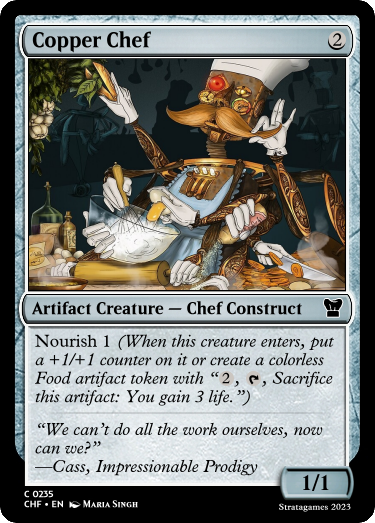 Copper Chef 2
Artifact Creature — Chef Construct
Nourish 1 (When this creature enters, put
a +1/+1 counter on it or create a colorless
Food artifact token with “2, , Sacrifice
this artifact: You gain 3 life.”)
“We can’t do all the work ourselves, now
can we?”
—Cass, Impressionable Prodigy
1/1
C 0235
CHF • EN Maria Singh
Stratagames 2023